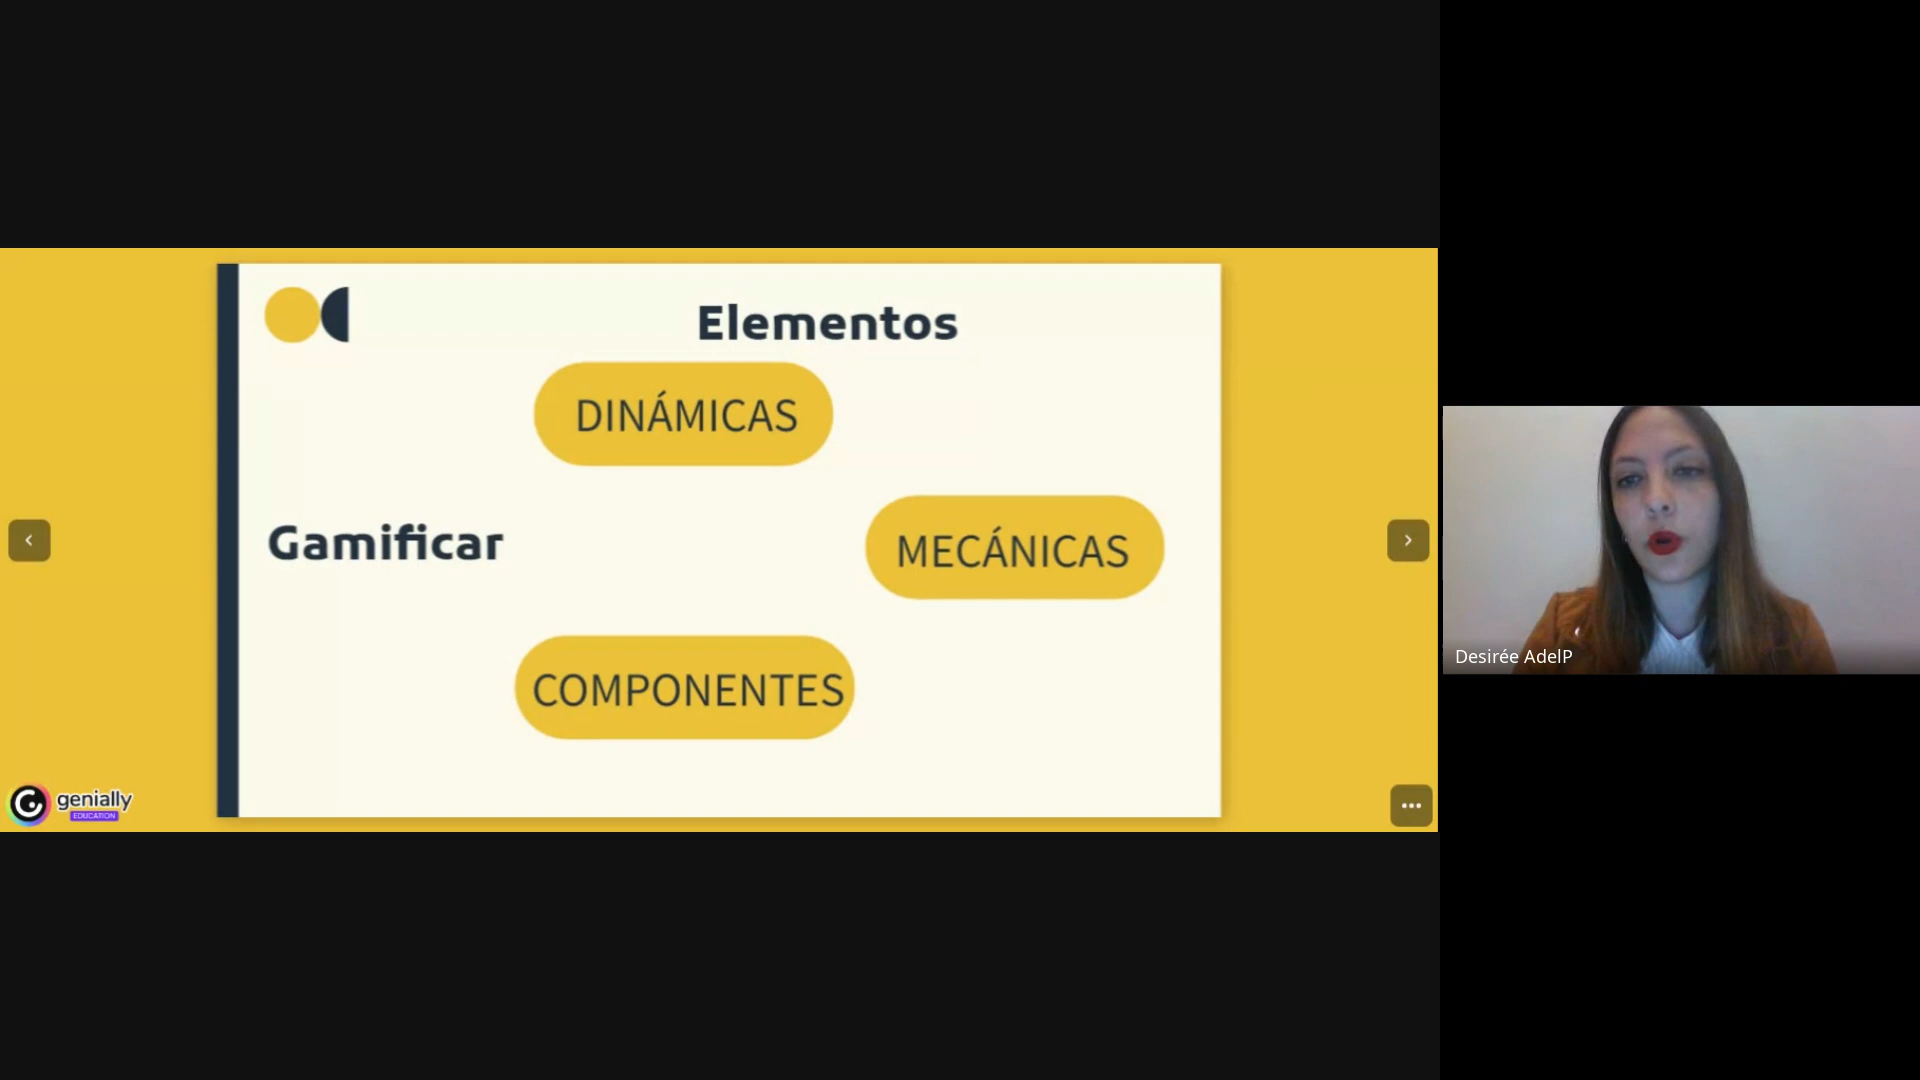 Elementos
DINÁMICAS
Gamificar
MECÁNICAS
COMPONENTES
genially
EDUCATION
Desirée AdelP